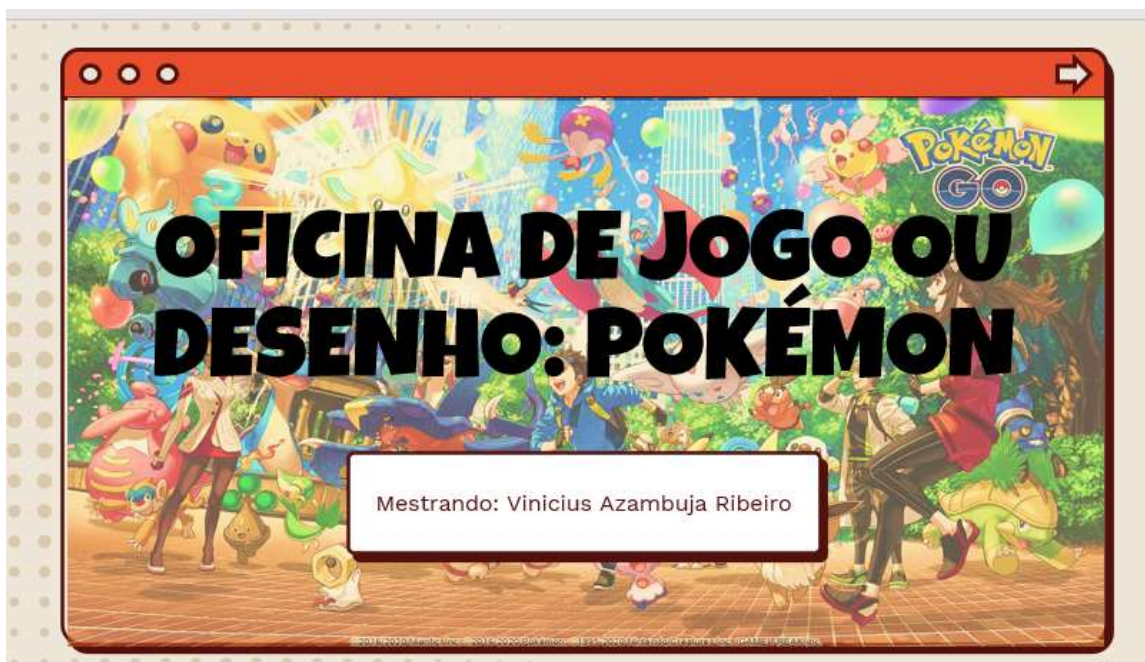 Pokémon
GO
OFICINA DE JOGO OU
DESENHO: POKÉMON
Mestrando: Vinicius Azambuja Ribeiro